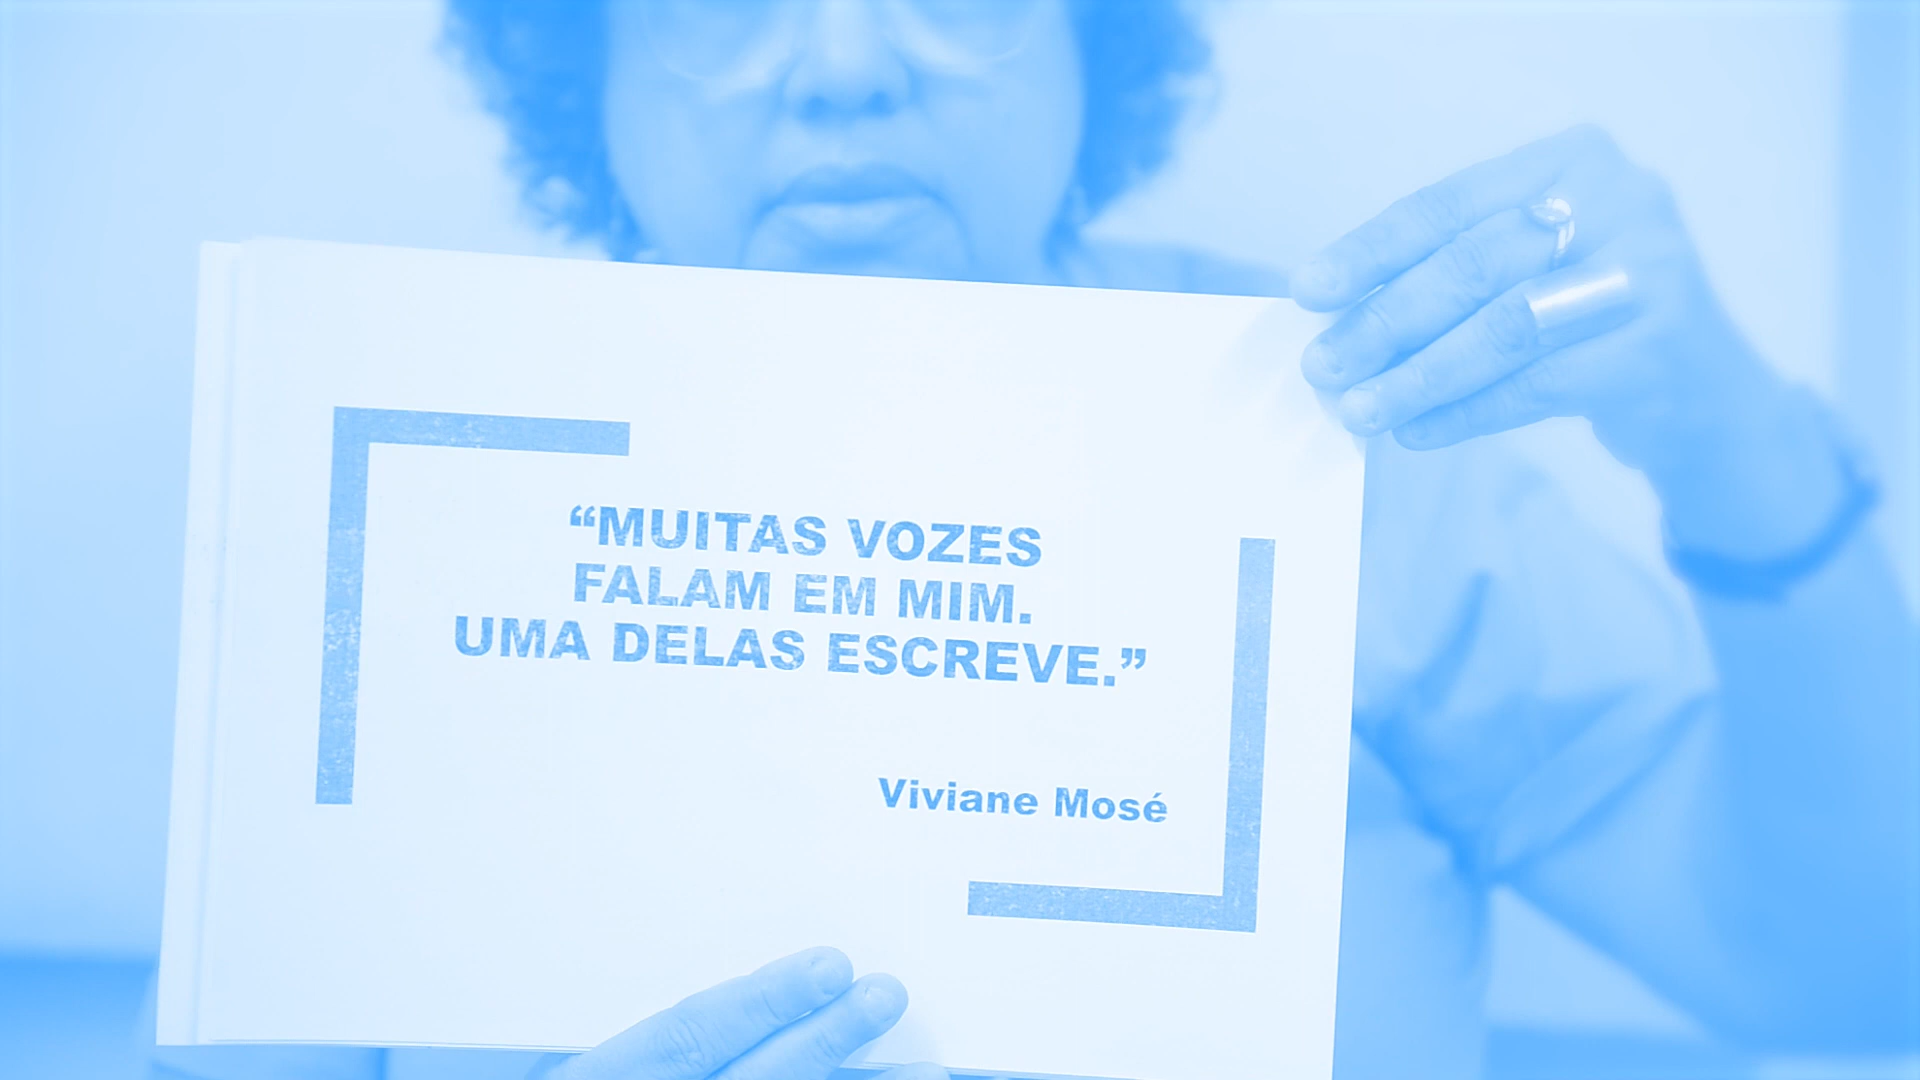 “MUITAS VOZES
FALAM EM MIM.
UMA DELAS ESCREVE.”
Viviane Mosé